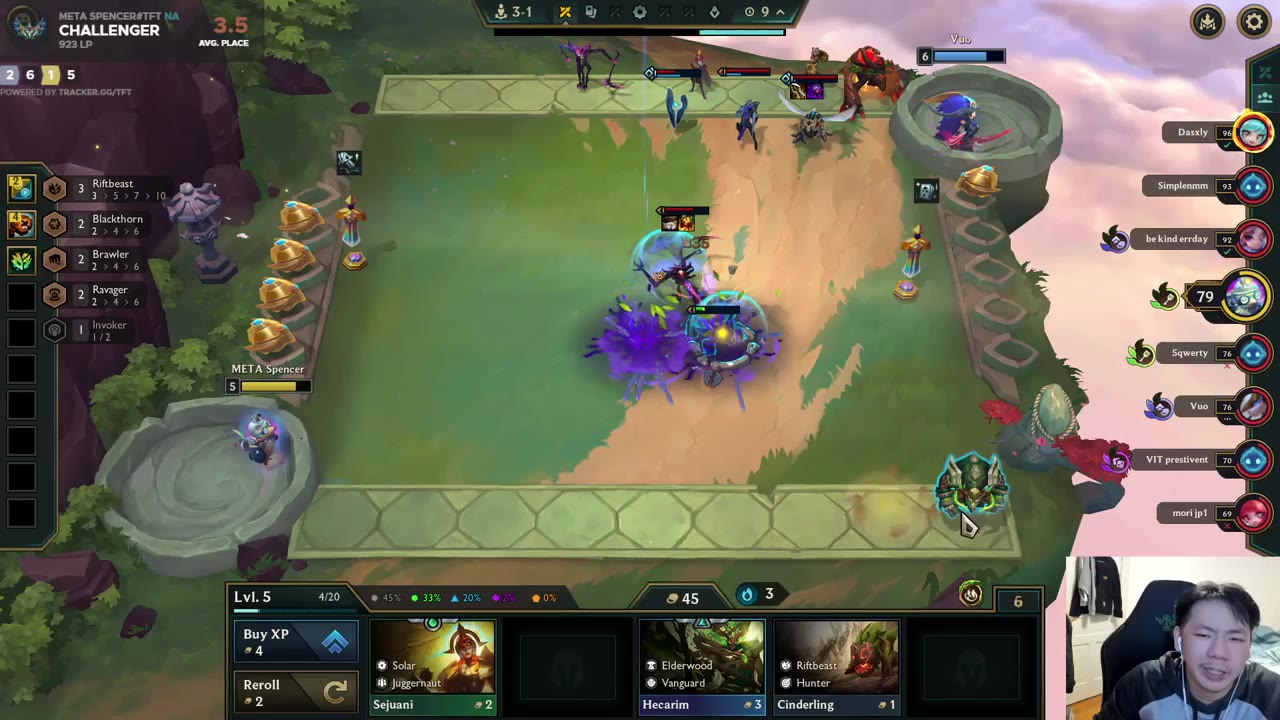 META SPENCER#TFT NA
CHALLENGER
923 LP
3.5
AVG. PLACE
2 6 1 5
POWERED BY TRACKER.GG/TFT
3-1
9
Vuo
6
3 Riftbeast
3 > 5 > 7 > 10
2 Blackthorn
2 > 4 > 6
2 Brawler
2 > 4 > 6
2 Ravager
2 > 4 > 6
1 Invoker
1 / 2
META Spencer
5
Dasxly 96
Simplenmm 93
be kind errday 92
79
5qwerty 76
Vuo 76
VIT prestivent 70
mori jp1 69
Lvl. 5 4/20
45% 33% 20% 2% 0%
45
3
6
Buy XP
4
Reroll
2
Solar
Juggernaut
Sejuani 2
Elderwood
Vanguard
Hecarim 3
Riftbeast
Hunter
Cinderling 1